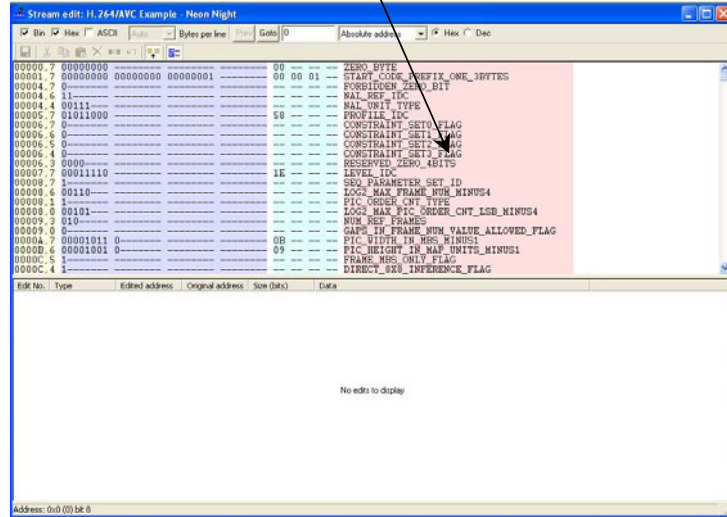 Stream edit: H.264/AVC Example - Neon Night
Bin Hex ASCII Auto Bytes per line Prev Goto 0 Absolute address Hex Dec
00000,7 00000000 -------- -------- -------- 00 -- -- -- ZERO_BYTE
00001,7 00000000 00000000 00000001 -------- 00 00 01 -- START_CODE_PREFIX_ONE_3BYTES
00004,7 0------- -------- -------- -------- -- -- -- -- FORBIDDEN_ZERO_BIT
00004,6 11------ -------- -------- -------- -- -- -- -- NAL_REF_IDC
00004,4 00111--- -------- -------- -------- -- -- -- -- NAL_UNIT_TYPE
00005,7 01011000 -------- -------- -------- 58 -- -- -- PROFILE_IDC
00006,7 0------- -------- -------- -------- -- -- -- -- CONSTRAINT_SET0_FLAG
00006,6 0------- -------- -------- -------- -- -- -- -- CONSTRAINT_SET1_FLAG
00006,5 0------- -------- -------- -------- -- -- -- -- CONSTRAINT_SET2_FLAG
00006,4 0------- -------- -------- -------- -- -- -- -- CONSTRAINT_SET3_FLAG
00006,3 0000---- -------- -------- -------- -- -- -- -- RESERVED_ZERO_4BITS
00007,7 00011110 -------- -------- -------- 1E -- -- -- LEVEL_IDC
00008,7 1------- -------- -------- -------- -- -- -- -- SEQ_PARAMETER_SET_ID
00008,6 00110--- -------- -------- -------- -- -- -- -- LOG2_MAX_FRAME_NUM_MINUS4
00008,1 1------- -------- -------- -------- -- -- -- -- PIC_ORDER_CNT_TYPE
00008,0 00101--- -------- -------- -------- -- -- -- -- LOG2_MAX_PIC_ORDER_CNT_LSB_MINUS4
00009,3 010----- -------- -------- -------- -- -- -- -- NUM_REF_FRAMES
00009,0 0------- -------- -------- -------- -- -- -- -- GAPS_IN_FRAME_NUM_VALUE_ALLOWED_FLAG
0000A,7 00001011 0------- -------- -------- 0B -- -- -- PIC_WIDTH_IN_MBS_MINUS1
0000B,6 00001001 0------- -------- -------- 09 -- -- -- PIC_HEIGHT_IN_MAP_UNITS_MINUS1
0000C,5 1------- -------- -------- -------- -- -- -- -- FRAME_MBS_ONLY_FLAG
0000C,4 1------- -------- -------- -------- -- -- -- -- DIRECT_8X8_INFERENCE_FLAG
Edit No. Type Edited address Original address Size (bits) Data
No edits to display
Address: 0x0 (0) bit 0